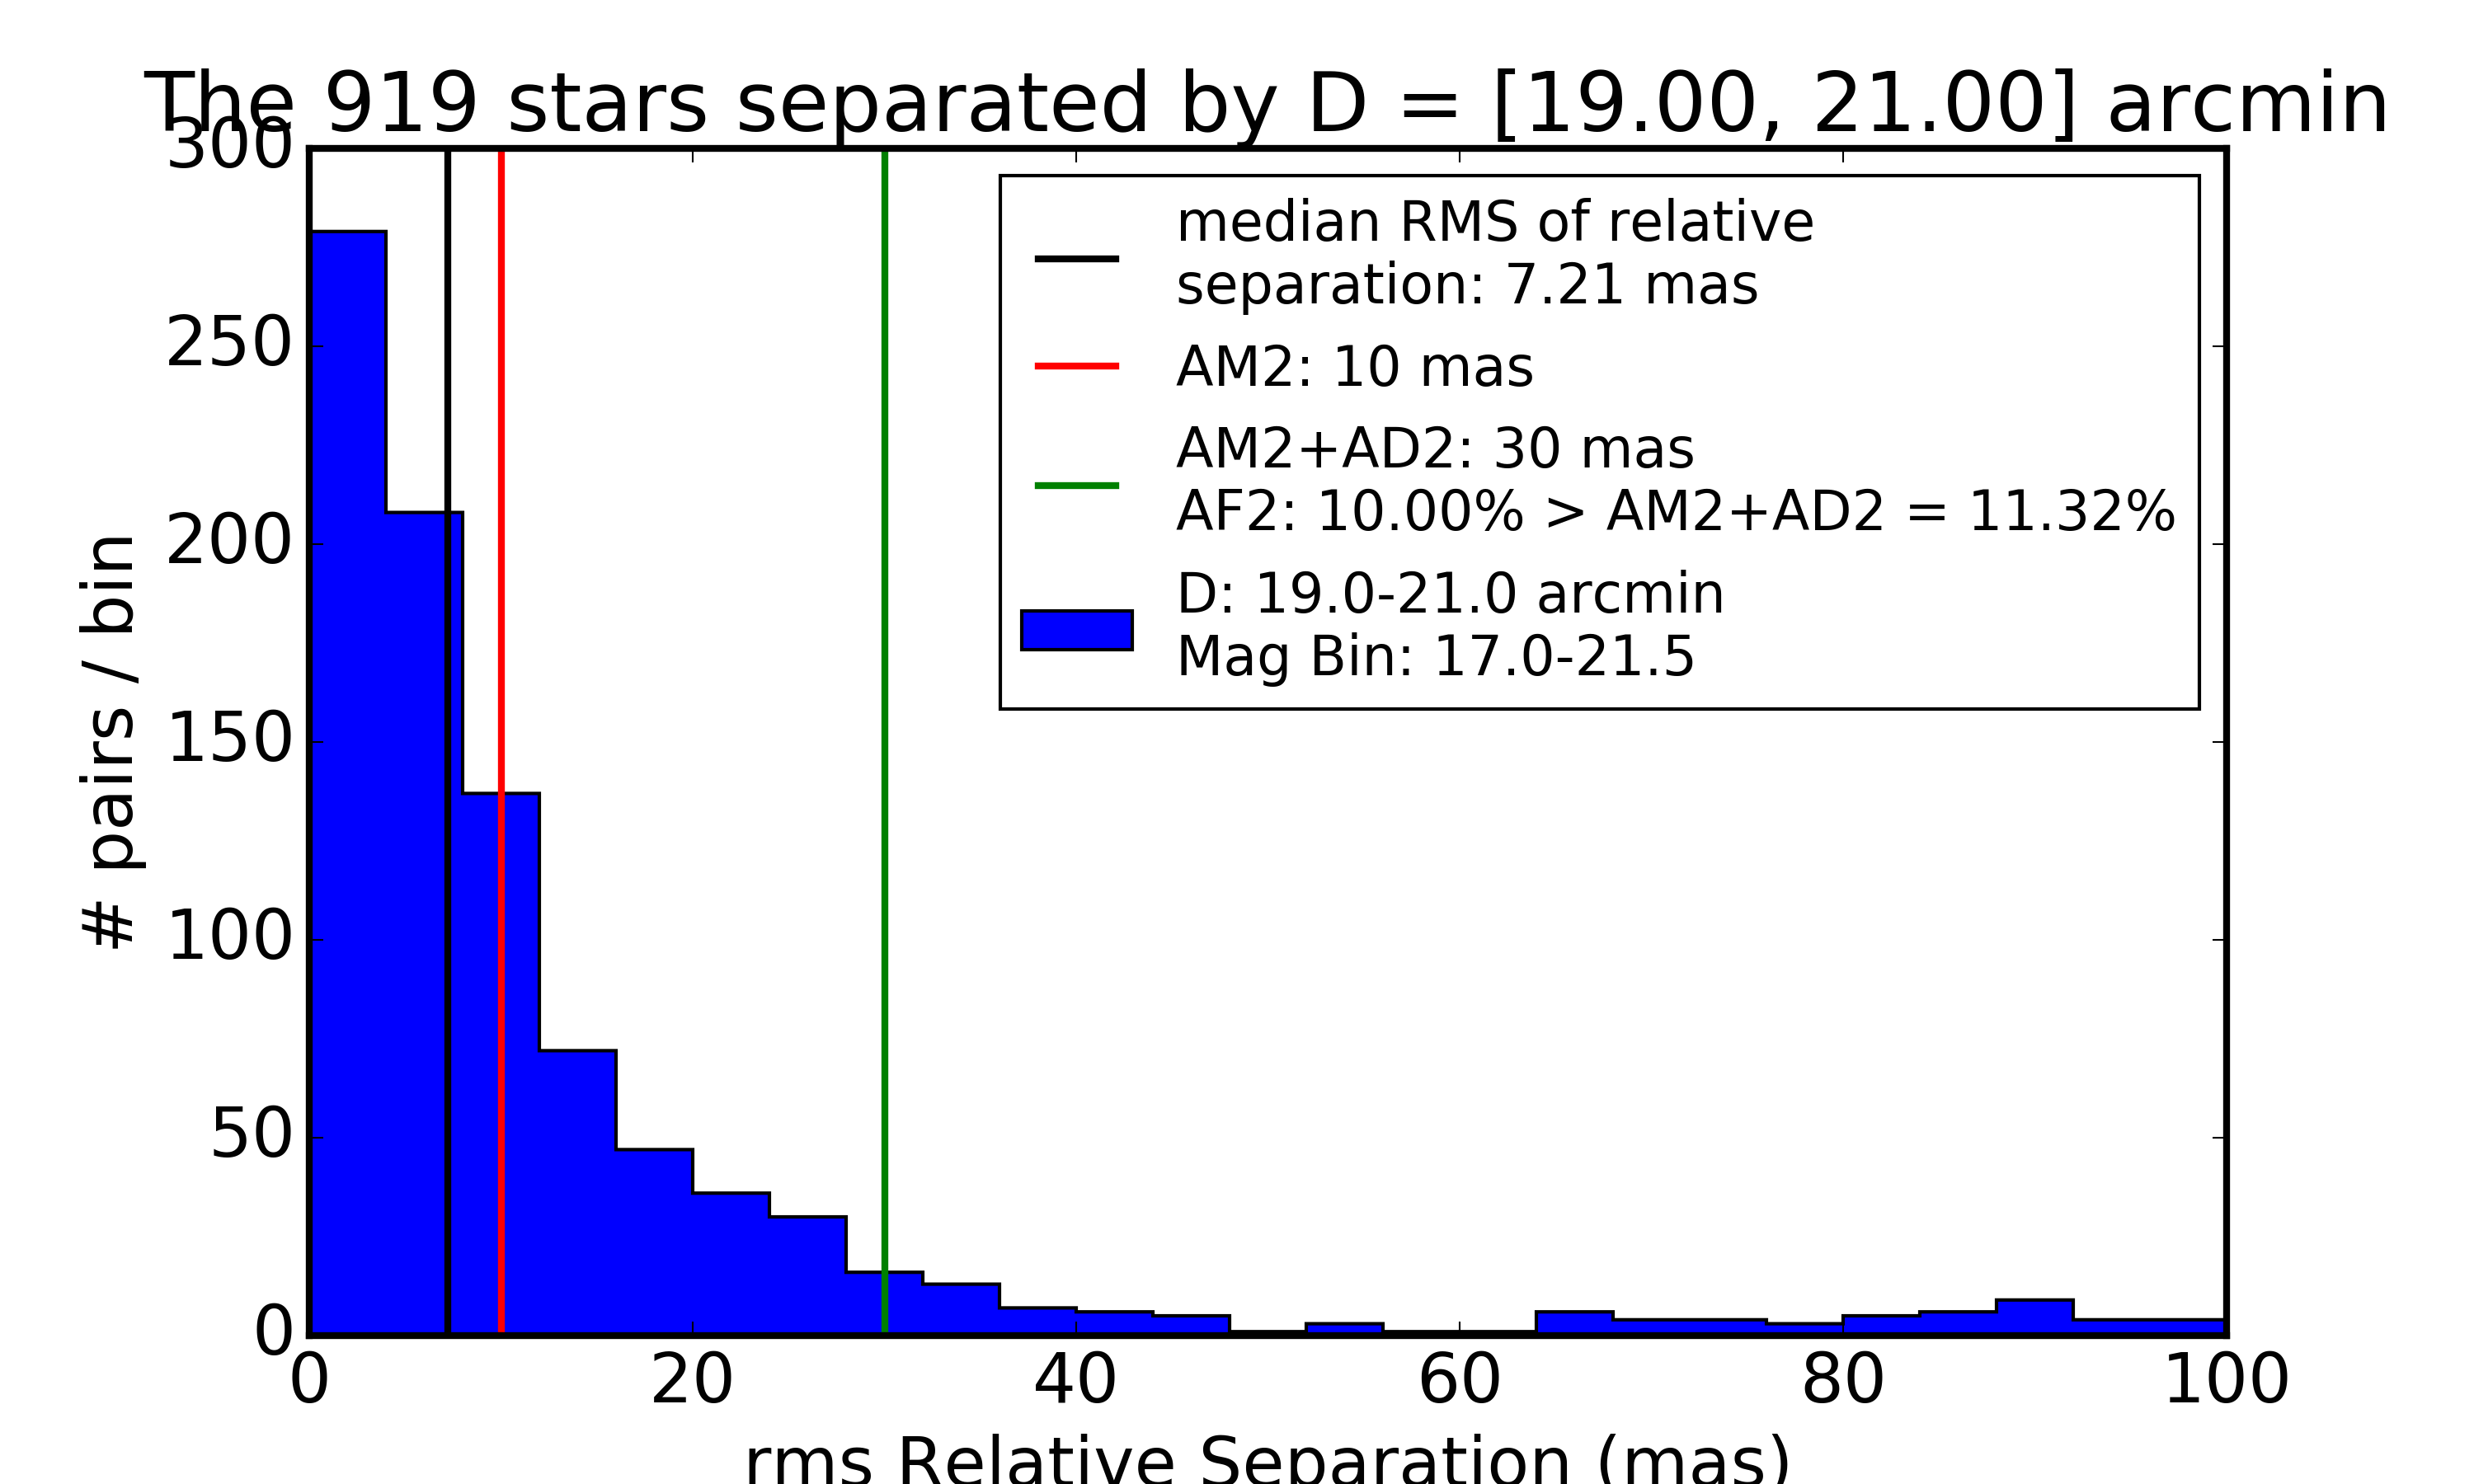 The 919 stars separated by D = [19.00, 21.00] arcmin
300
250
200
150
100
50
0
# pairs / bin
median RMS of relative
separation: 7.21 mas
AM2: 10 mas
AM2+AD2: 30 mas
AF2: 10.00% > AM2+AD2 = 11.32%
D: 19.0-21.0 arcmin
Mag Bin: 17.0-21.5
0 20 40 60 80 100
rms Relative Separation (mas)